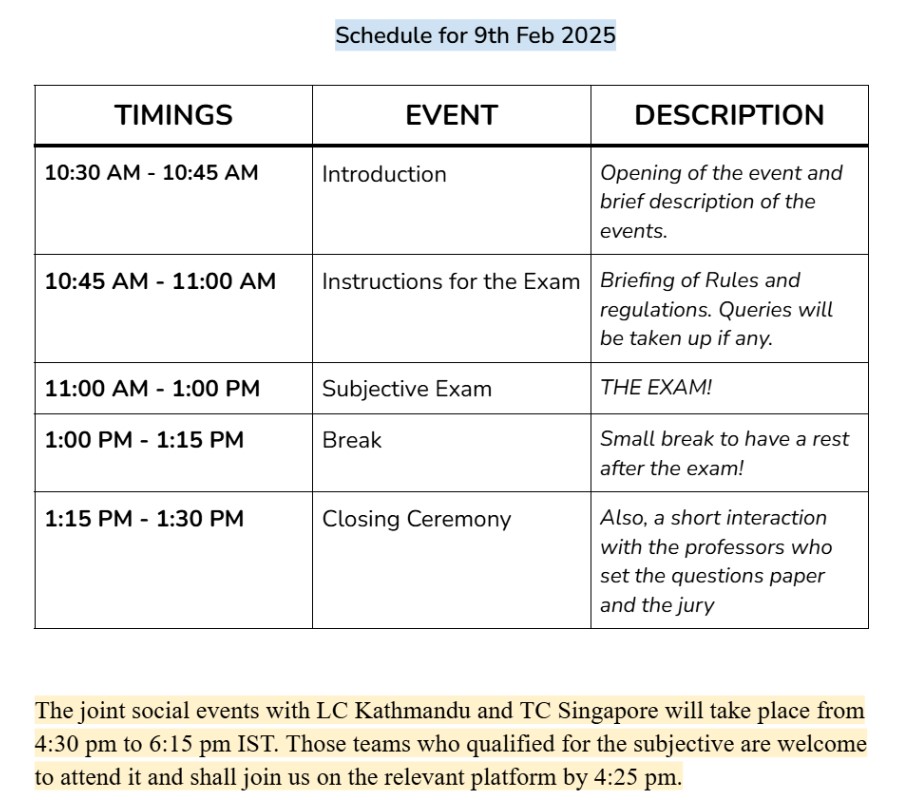 Schedule for 9th Feb 2025
TIMINGS EVENT DESCRIPTION
10:30 AM - 10:45 AM Introduction Opening of the event and
brief description of the
events.
10:45 AM - 11:00 AM Instructions for the Exam Briefing of Rules and
regulations. Queries will
be taken up if any.
11:00 AM - 1:00 PM Subjective Exam THE EXAM!
1:00 PM - 1:15 PM Break Small break to have a rest
after the exam!
1:15 PM - 1:30 PM Closing Ceremony Also, a short interaction
with the professors who
set the questions paper
and the jury
The joint social events with LC Kathmandu and TC Singapore will take place from
4:30 pm to 6:15 pm IST. Those teams who qualified for the subjective are welcome
to attend it and shall join us on the relevant platform by 4:25 pm.